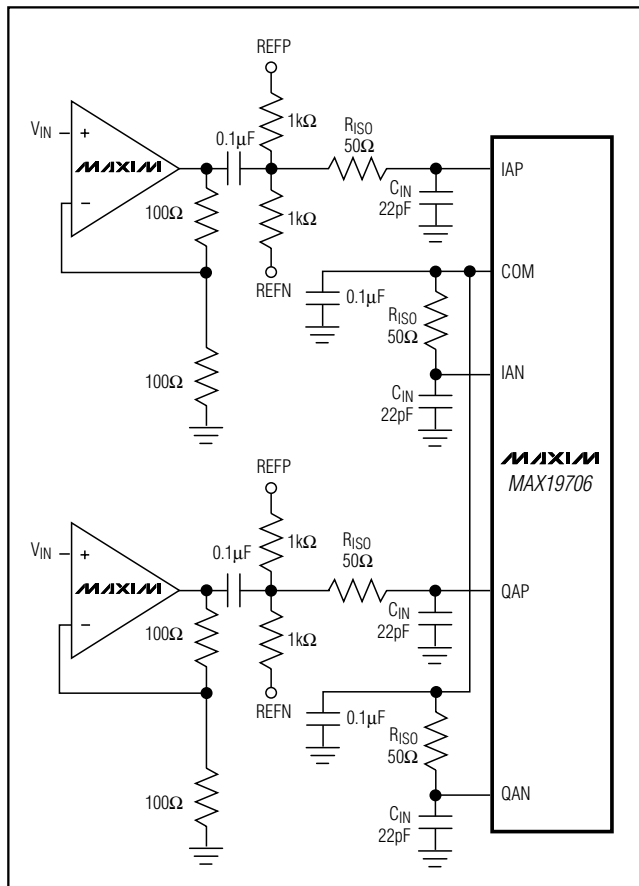 REFP
VIN
+
MAXIM
−
0.1µF
1kΩ
RISO
50Ω
IAP
CIN
22pF
100Ω
1kΩ
REFN
COM
0.1µF
RISO
50Ω
100Ω
IAN
CIN
22pF
MAXIM
MAX19706
REFP
VIN
+
MAXIM
−
0.1µF
1kΩ
RISO
50Ω
QAP
CIN
22pF
100Ω
1kΩ
REFN
0.1µF
RISO
50Ω
100Ω
QAN
CIN
22pF